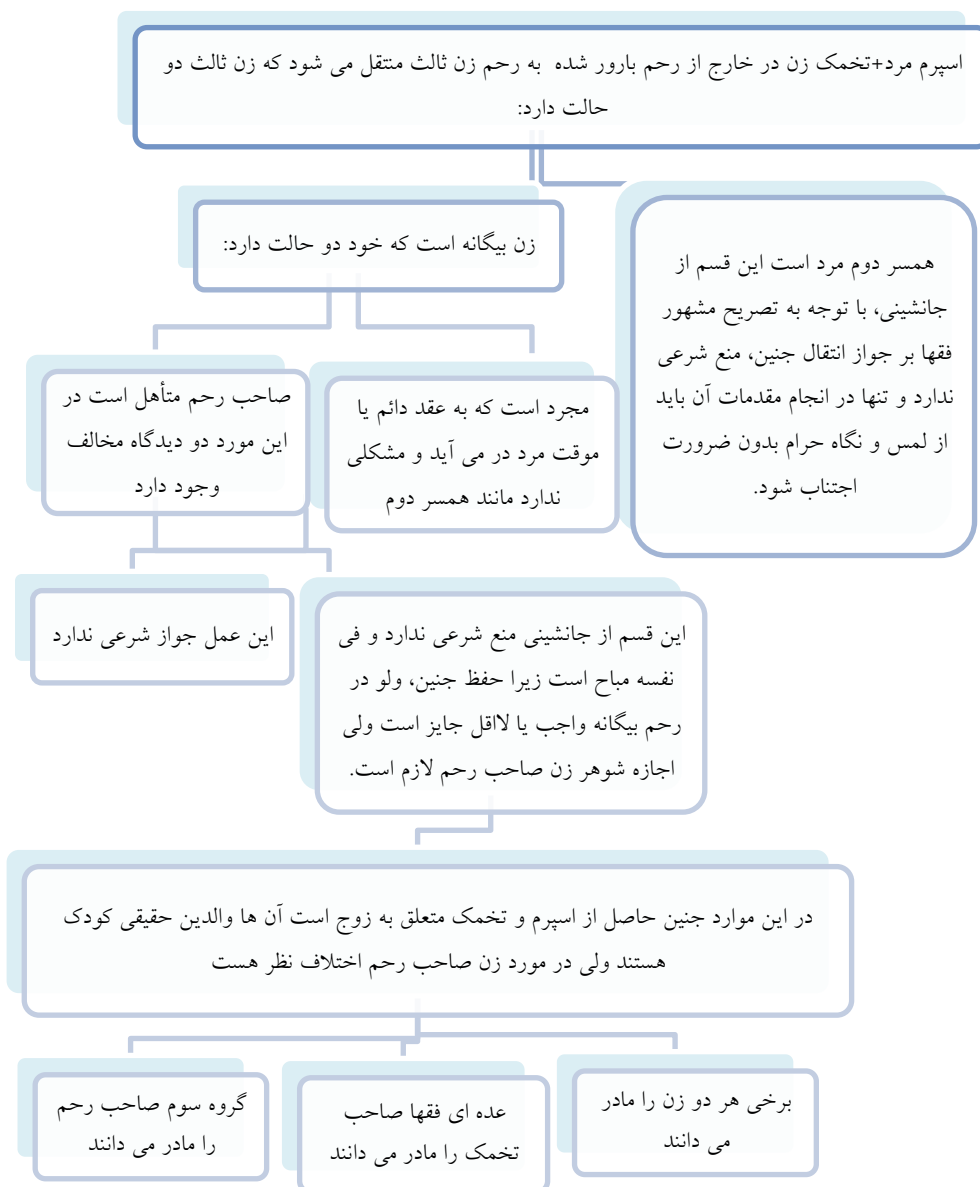 اسپرم مرد+تخمک زن در خارج از رحم بارور شده به رحم زن ثالث منتقل می شود که زن ثالث دو
حالت دارد:
همسر دوم مرد است این قسم از
جانشینی، با توجه به تصریح مشهور
فقها بر جواز انتقال جنین، منع شرعی
ندارد و تنها در انجام مقدمات آن باید
از لمس و نگاه حرام بدون ضرورت
اجتناب شود.
زن بیگانه است که خود دو حالت دارد:
مجرد است که به عقد دائم یا
موقت مرد در می آید و مشکلی
ندارد مانند همسر دوم
صاحب رحم متأهل است در
این مورد دو دیدگاه مخالف
وجود دارد
این قسم از جانشینی منع شرعی ندارد و فی
نفسه مباح است زیرا حفظ جنین، ولو در
رحم بیگانه واجب یا لااقل جایز است ولی
اجازه شوهر زن صاحب رحم لازم است.
این عمل جواز شرعی ندارد
در این موارد جنین حاصل از اسپرم و تخمک متعلق به زوج است آن ها والدین حقیقی کودک
هستند ولی در مورد زن صاحب رحم اختلاف نظر هست
برخی هر دو زن را مادر
می دانند
عده ای فقها صاحب
تخمک را مادر می دانند
گروه سوم صاحب رحم
را مادر می دانند